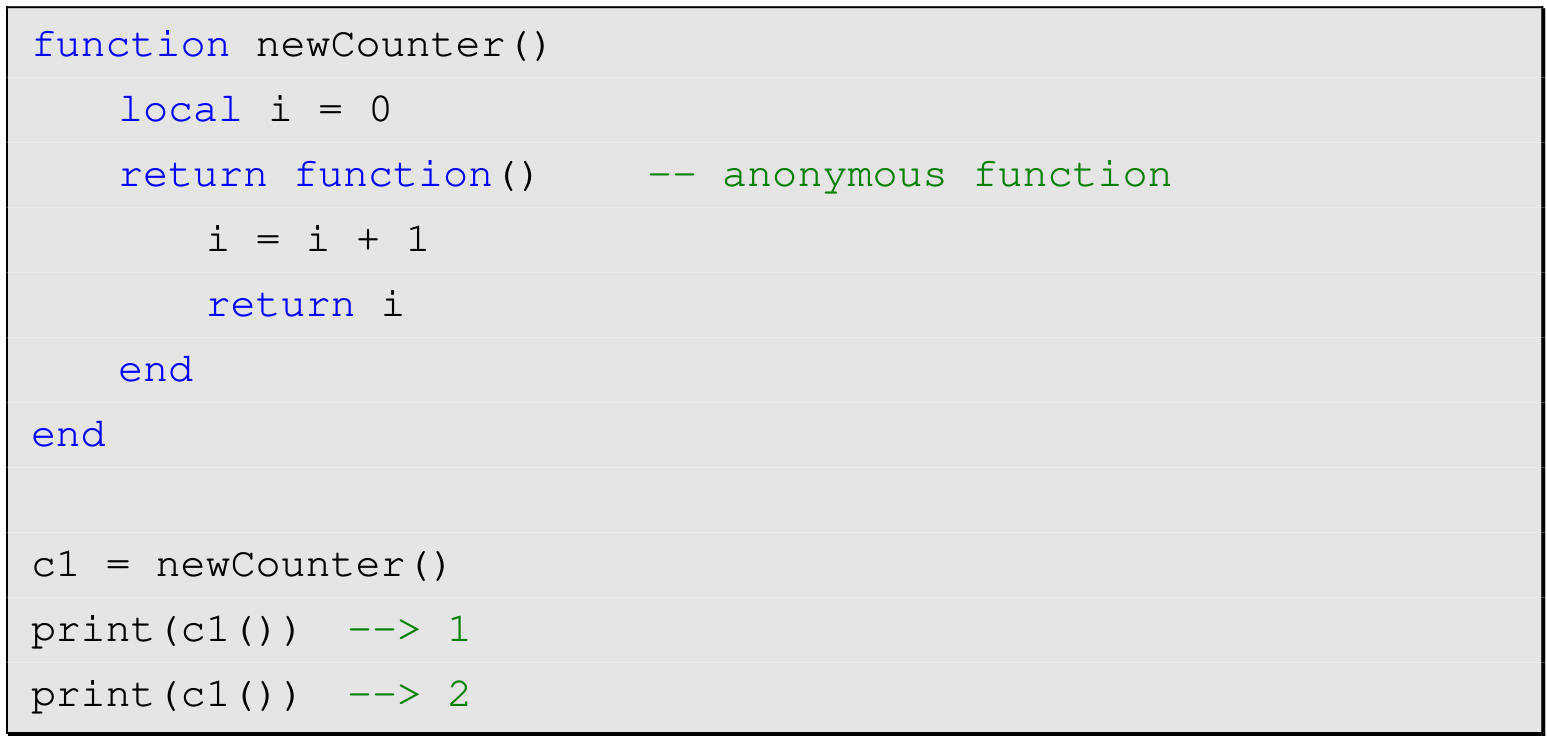 function newCounter()
    local i = 0
    return function()    -- anonymous function
        i = i + 1
        return i
    end
end

c1 = newCounter()
print(c1())  --> 1
print(c1())  --> 2